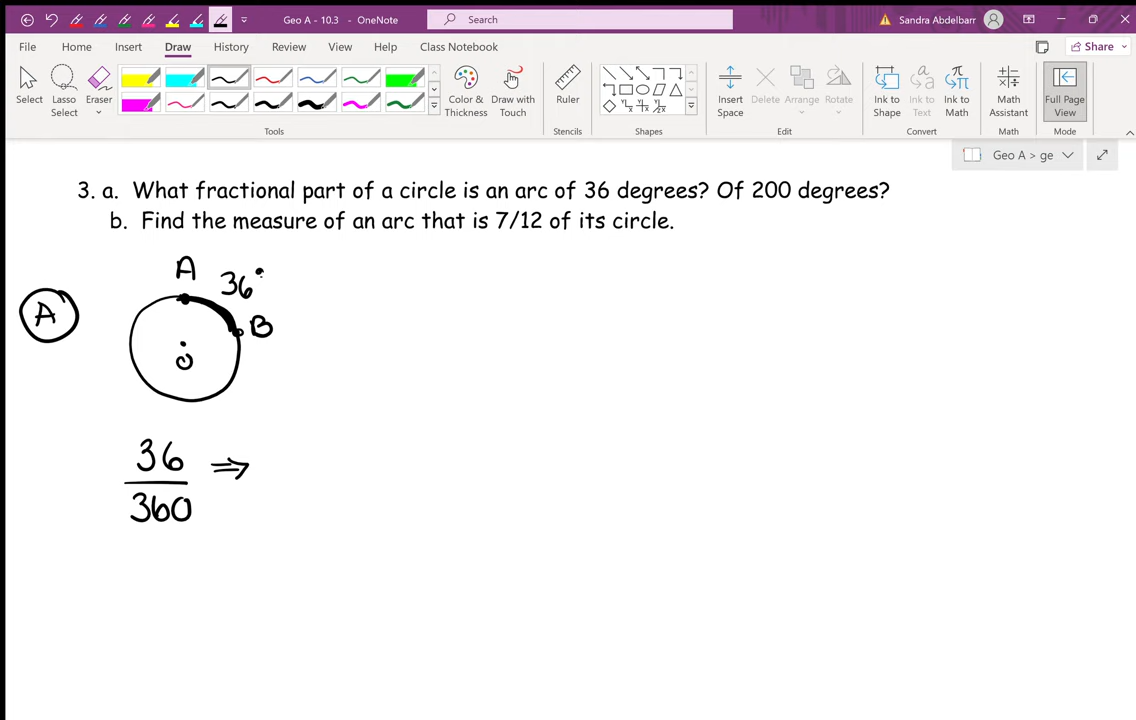 Geo A - 10.3 - OneNote
Search
Sandra Abdelbarr
File Home Insert Draw History Review View Help Class Notebook
Share
Select
Lasso Select
Eraser
Color & Thickness
Draw with Touch
Ruler
Insert Space
Delete
Arrange
Rotate
Ink to Shape
Ink to Text
Ink to Math
Math Assistant
Full Page View
Tools Stencils Shapes Edit Convert Math Mode
Geo A > ge
3. a. What fractional part of a circle is an arc of 36 degrees? Of 200 degrees?
b. Find the measure of an arc that is 7/12 of its circle.
A
36°
A
B
O
36 ⇒
360